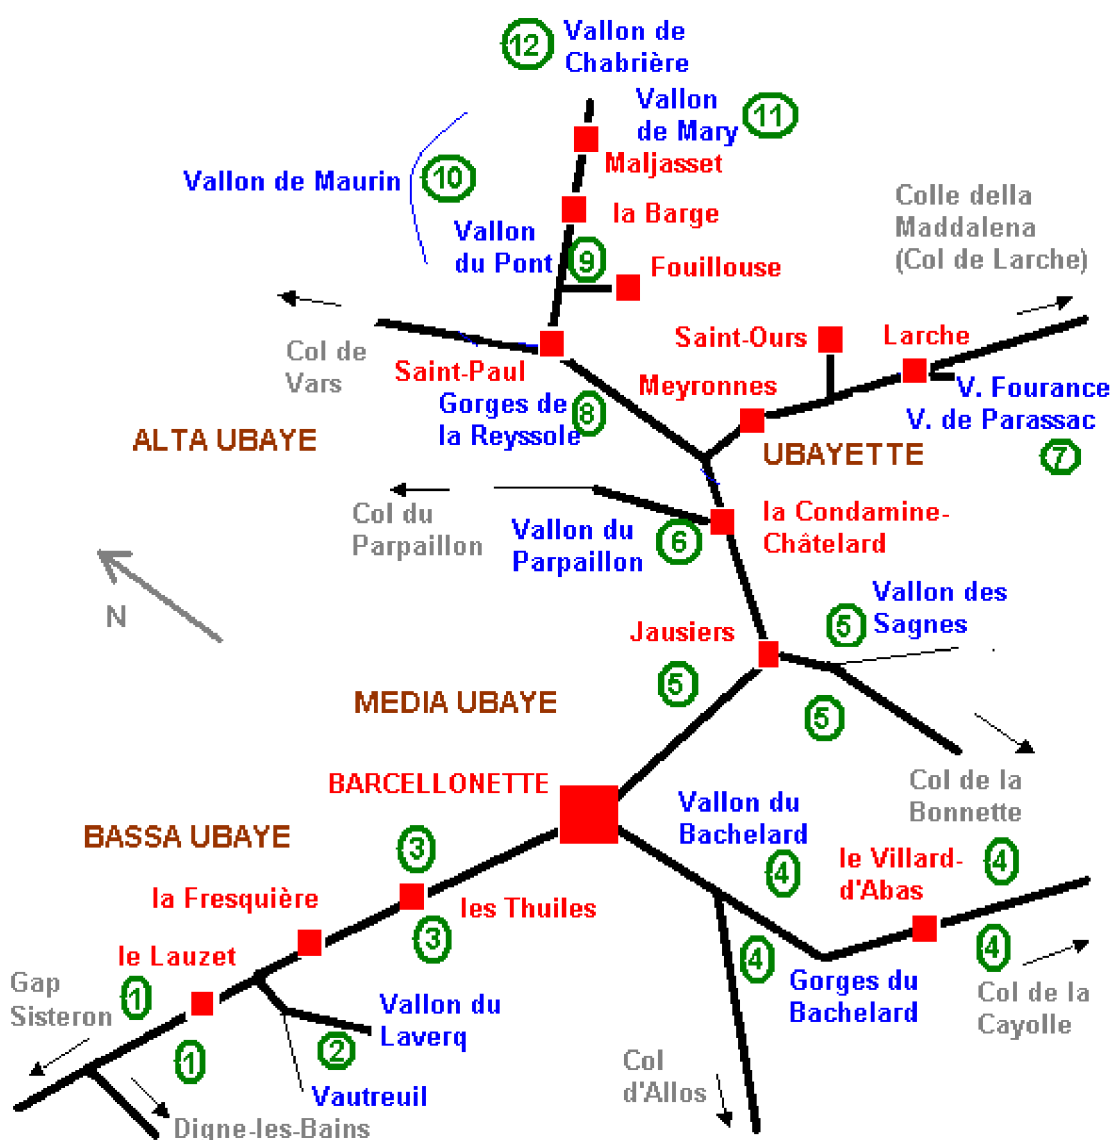 12
Vallon de
Chabrière
Vallon
de Mary
11
Maljasset
Vallon de Maurin
10
la Barge
Colle della
Maddalena
(Col de Larche)
Vallon
du Pont
9
Fouillouse
Saint-Ours
Larche
Col de
Vars
Saint-Paul
Meyronnes
V. Fourance
V. de Parassac
7
Gorges de
la Reyssole
8
ALTA UBAYE
UBAYETTE
Col du
Parpaillon
Vallon du
Parpaillon
6
la Condamine-
Châtelard
N
Vallon des
Sagnes
5
Jausiers
5
5
MEDIA UBAYE
Col de la
Bonnette
BARCELLONETTE
Vallon du
Bachelard
BASSA UBAYE
3
4
le Villard-
d'Abas
4
la Fresquière
les Thuiles
3
le Lauzet
4
4
Gap
Sisteron
1
Vallon du
Laverq
Gorges du
Bachelard
Col de la
Cayolle
1
2
Vautreuil
Col
d'Allos
Digne-les-Bains